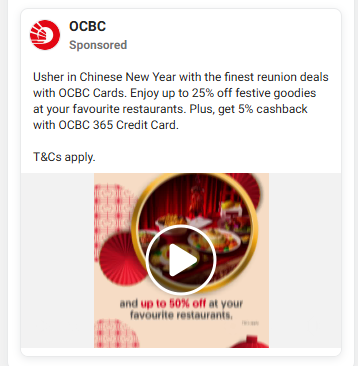 OCBC
Sponsored
Usher in Chinese New Year with the finest reunion deals
with OCBC Cards. Enjoy up to 25% off festive goodies
at your favourite restaurants. Plus, get 5% cashback
with OCBC 365 Credit Card.
T&Cs apply.
and up to 50% off at your
favourite restaurants.